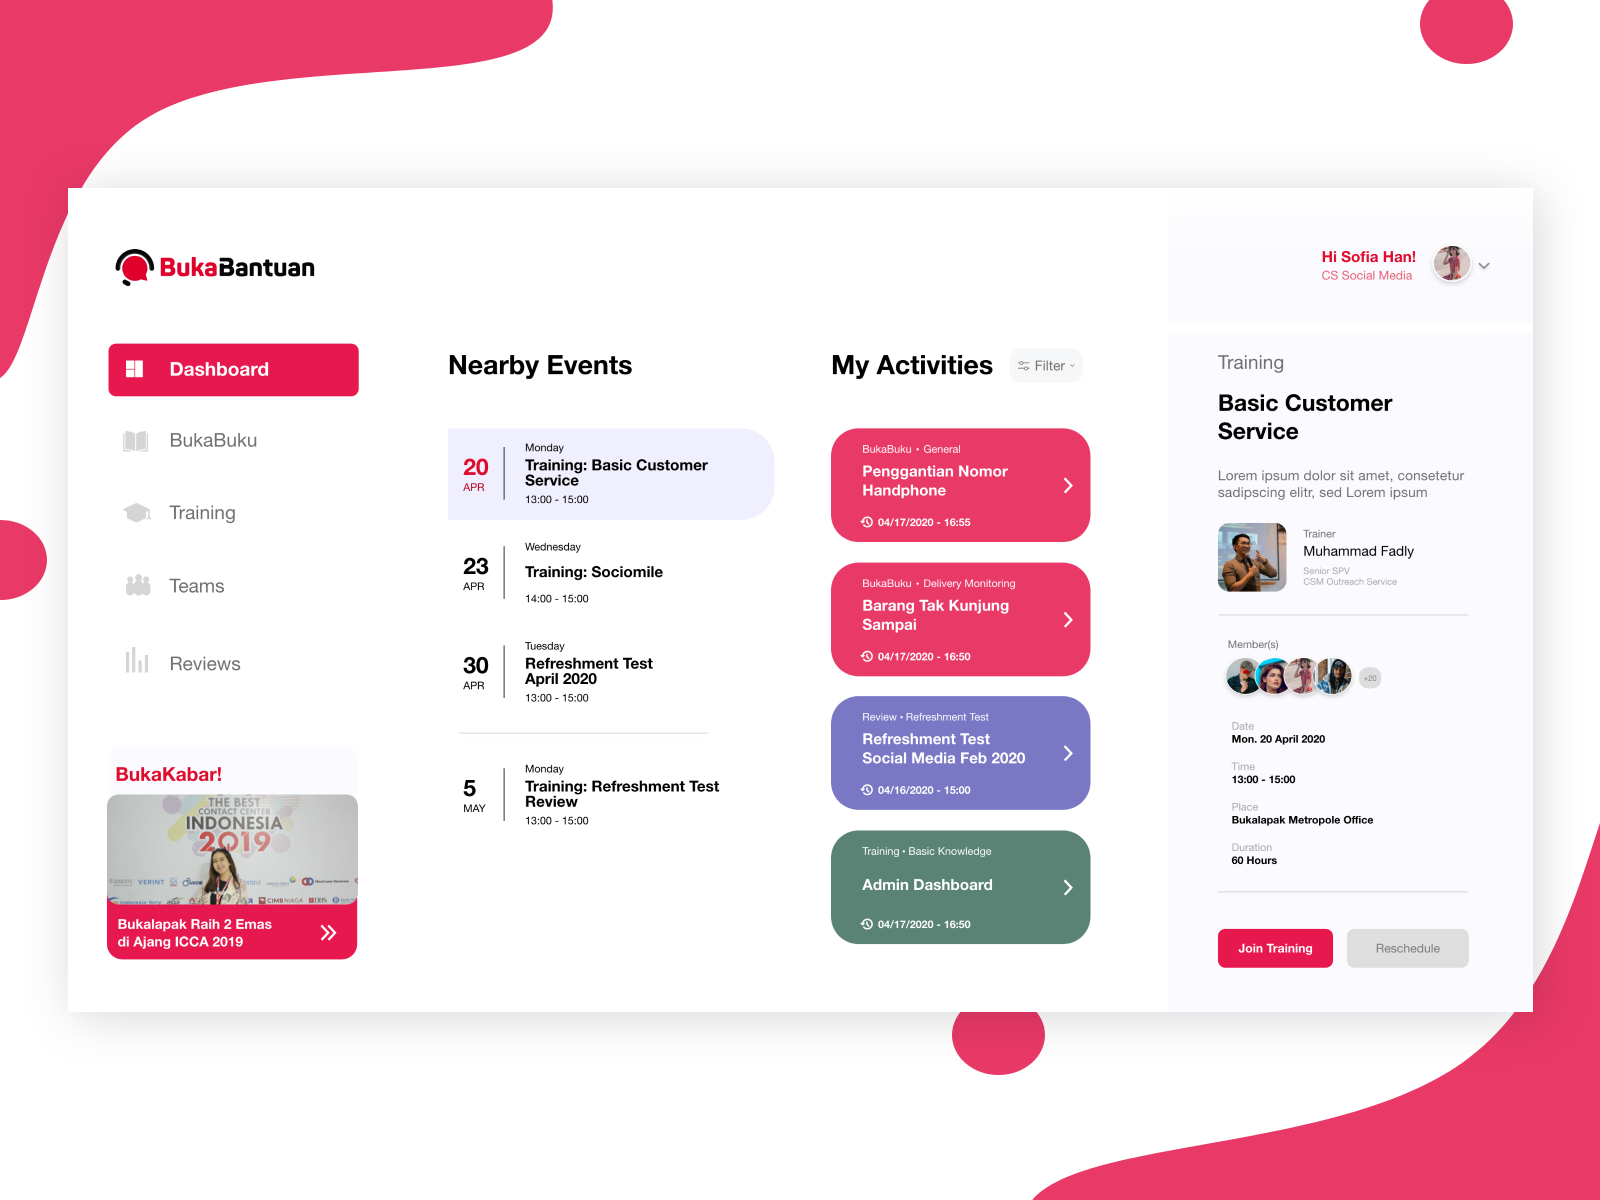 BukaBantuan
Hi Sofia Han!
CS Social Media
Dashboard
BukaBuku
Training
Teams
Reviews
BukaKabar!
THE BEST
CONTACT CENTER
INDONESIA
2019
VERINT
CIMB NIAGA
Bukalapak Raih 2 Emas
di Ajang ICCA 2019
Nearby Events
20
APR
Monday
Training: Basic Customer
Service
13:00 - 15:00
23
APR
Wednesday
Training: Sociomile
14:00 - 15:00
30
APR
Tuesday
Refreshment Test
April 2020
13:00 - 15:00
5
MAY
Monday
Training: Refreshment Test
Review
13:00 - 15:00
My Activities
Filter
BukaBuku • General
Penggantian Nomor
Handphone
04/17/2020 - 16:55
BukaBuku • Delivery Monitoring
Barang Tak Kunjung
Sampai
04/17/2020 - 16:50
Review • Refreshment Test
Refreshment Test
Social Media Feb 2020
04/16/2020 - 15:00
Training • Basic Knowledge
Admin Dashboard
04/17/2020 - 16:50
Training
Basic Customer
Service
Lorem ipsum dolor sit amet, consetetur
sadipscing elitr, sed Lorem ipsum
Trainer
Muhammad Fadly
Senior SPV
CSM Outreach Service
Member(s)
+20
Date
Mon. 20 April 2020
Time
13:00 - 15:00
Place
Bukalapak Metropole Office
Duration
60 Hours
Join Training
Reschedule